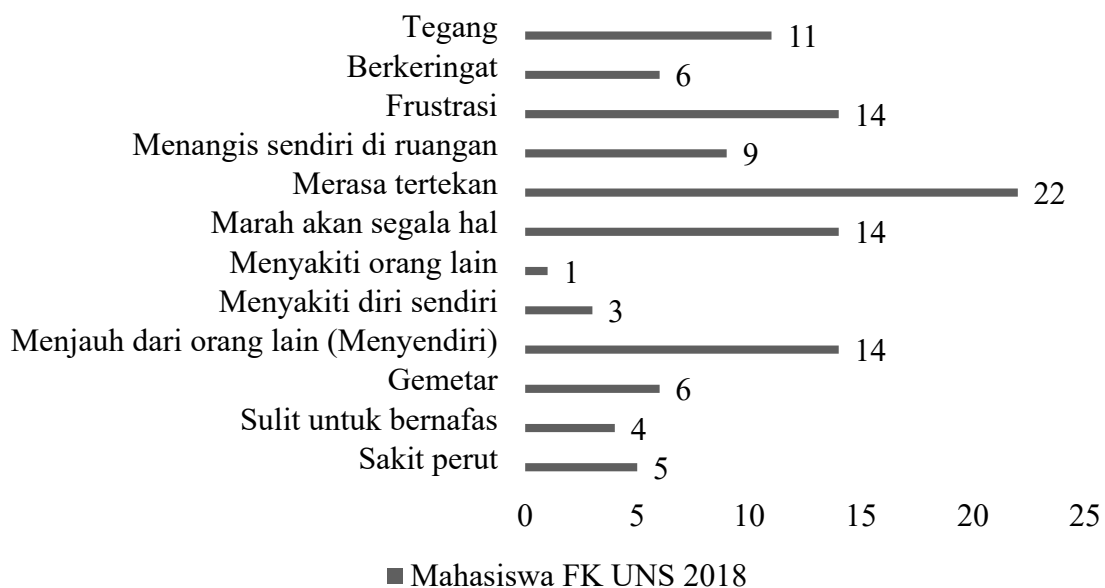 Tegang 11
Berkeringat 6
Frustrasi 14
Menangis sendiri di ruangan 9
Merasa tertekan 22
Marah akan segala hal 14
Menyakiti orang lain 1
Menyakiti diri sendiri 3
Menjauh dari orang lain (Menyendiri) 14
Gemetar 6
Sulit untuk bernafas 4
Sakit perut 5
0 5 10 15 20 25
Mahasiswa FK UNS 2018